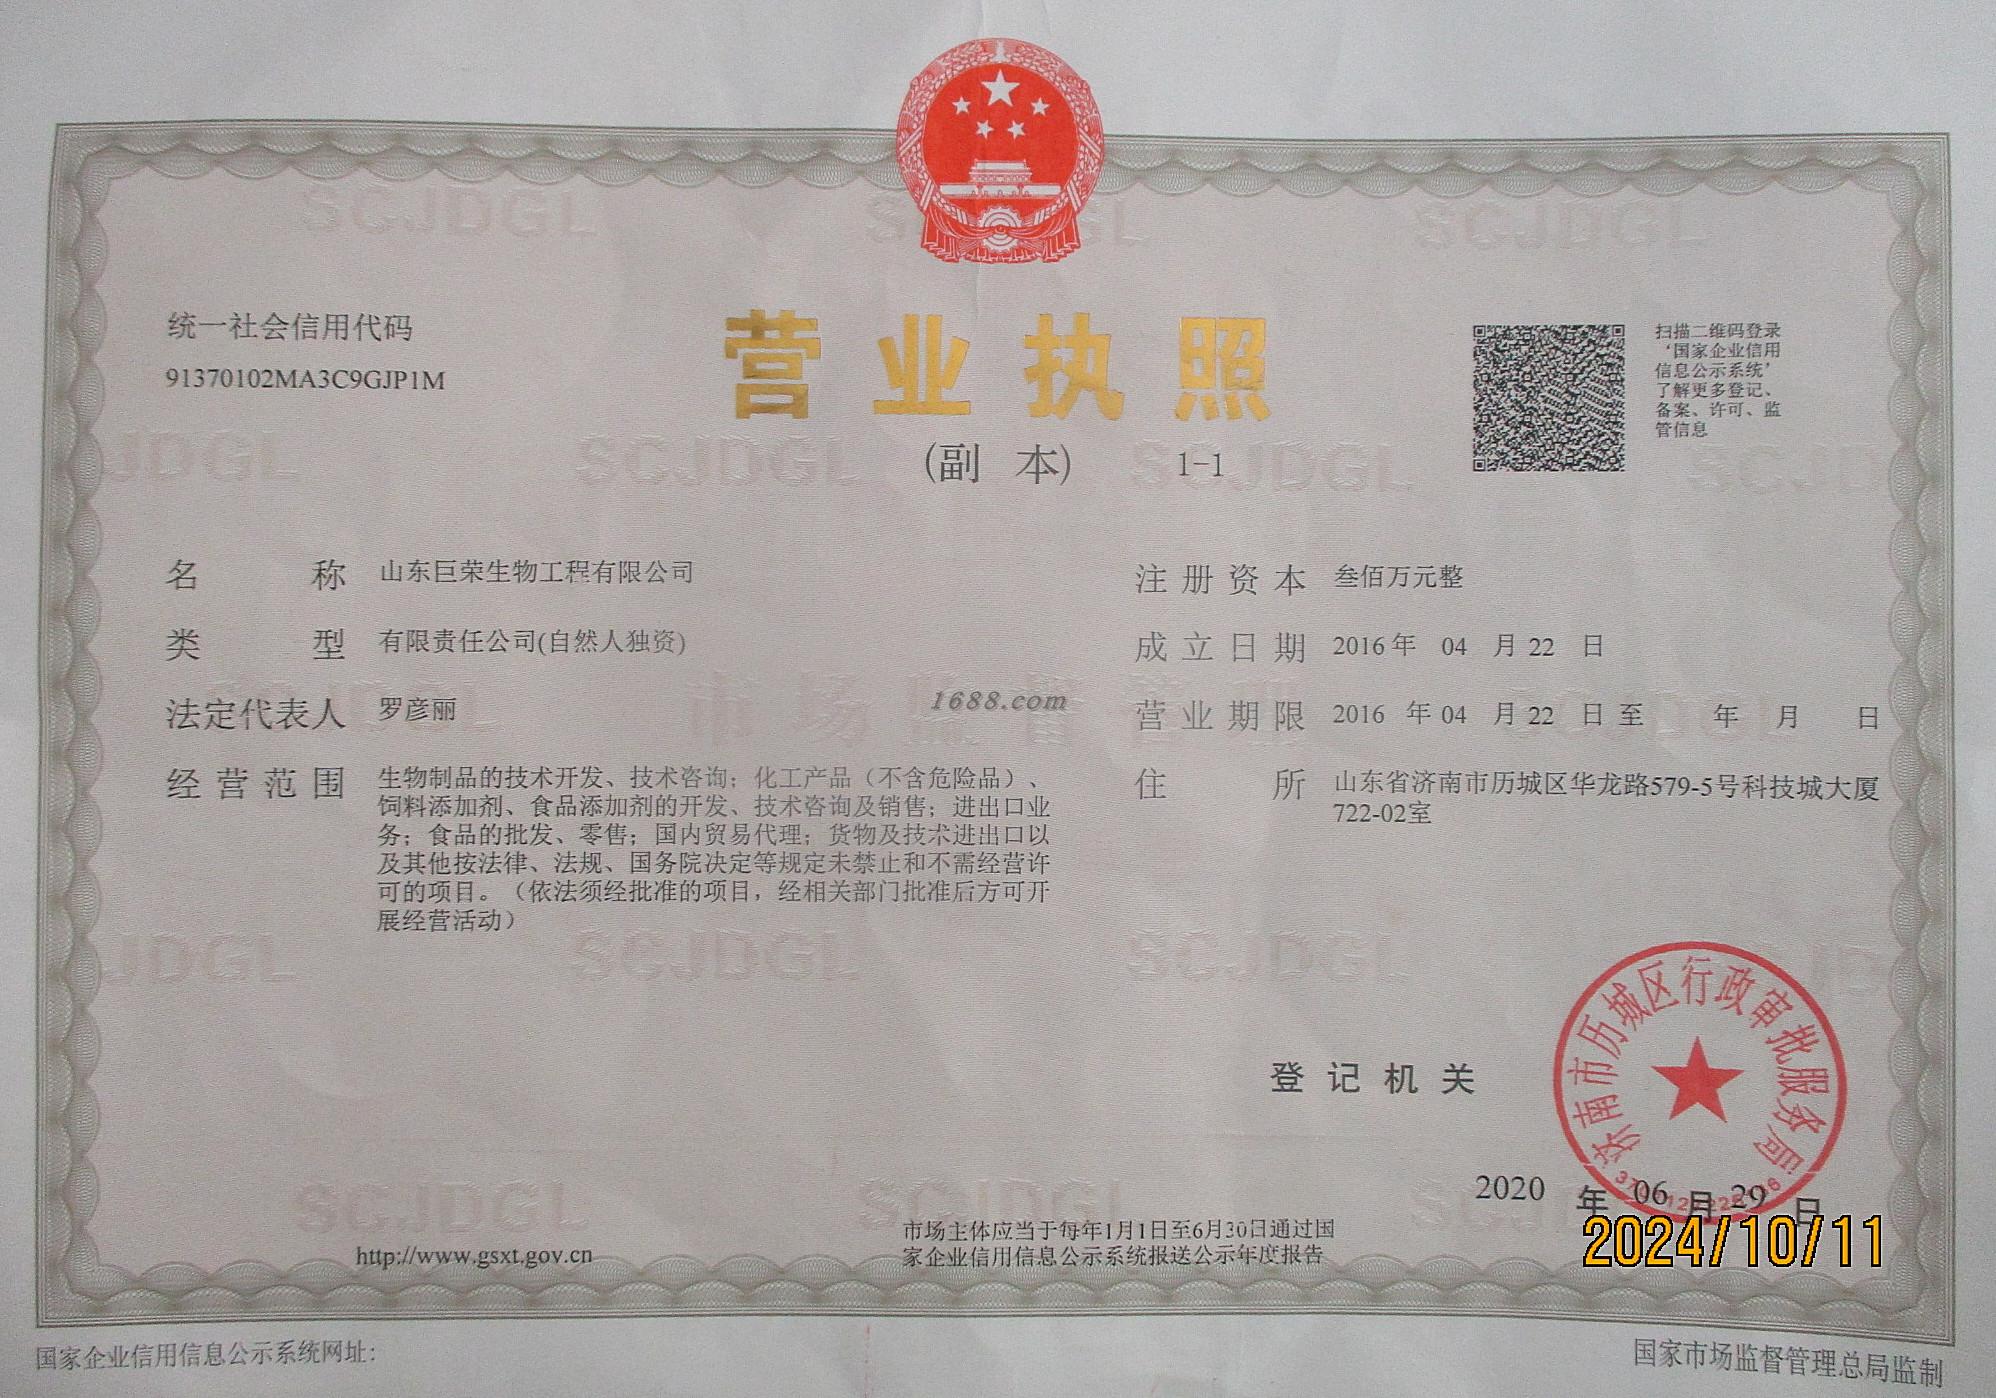 统一社会信用代码
91370102MA3C9GJP1M
营业执照
(副 本) 1-1
扫描二维码登录
‘国家企业信用
信息公示系统’
了解更多登记、
备案、许可、监
管信息
名 称 山东巨荣生物工程有限公司
类 型 有限责任公司(自然人独资)
法定代表人 罗彦丽
经营范围 生物制品的技术开发、技术咨询；化工产品（不含危险品）、
饲料添加剂、食品添加剂的开发、技术咨询及销售；进出口业
务；食品的批发、零售；国内贸易代理；货物及技术进出口以
及其他按法律、法规、国务院决定等规定未禁止和不需经营许
可的项目。（依法须经批准的项目，经相关部门批准后方可开
展经营活动）
注册资本 叁佰万元整
成立日期 2016年 04 月 22 日
营业期限 2016 年 04 月 22 日 至 年 月 日
住 所 山东省济南市历城区华龙路579-5号科技城大厦
722-02室
1688.com
SCJDGL
市场监督管理
登记机关
济南市历城区行政审批服务局
2020 年 06 月 29 日
2024/10/11
http://www.gsxt.gov.cn
市场主体应当于每年1月1日至6月30日通过国
家企业信用信息公示系统报送公示年度报告
国家企业信用信息公示系统网址:
国家市场监督管理总局监制